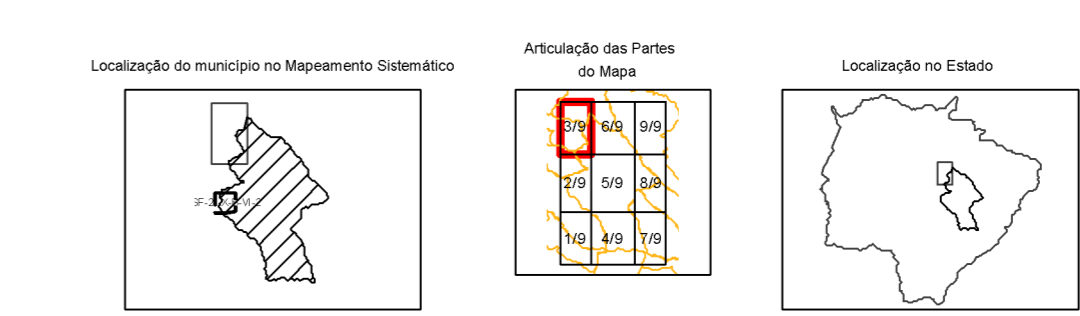 Localização do município no Mapeamento Sistemático
Articulação das Partes
do Mapa
Localização no Estado
3/9 6/9 9/9
2/9 5/9 8/9
1/9 4/9 7/9